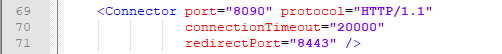 69 <Connector port="8090" protocol="HTTP/1.1"
70 connectionTimeout="20000"
71 redirectPort="8443" />